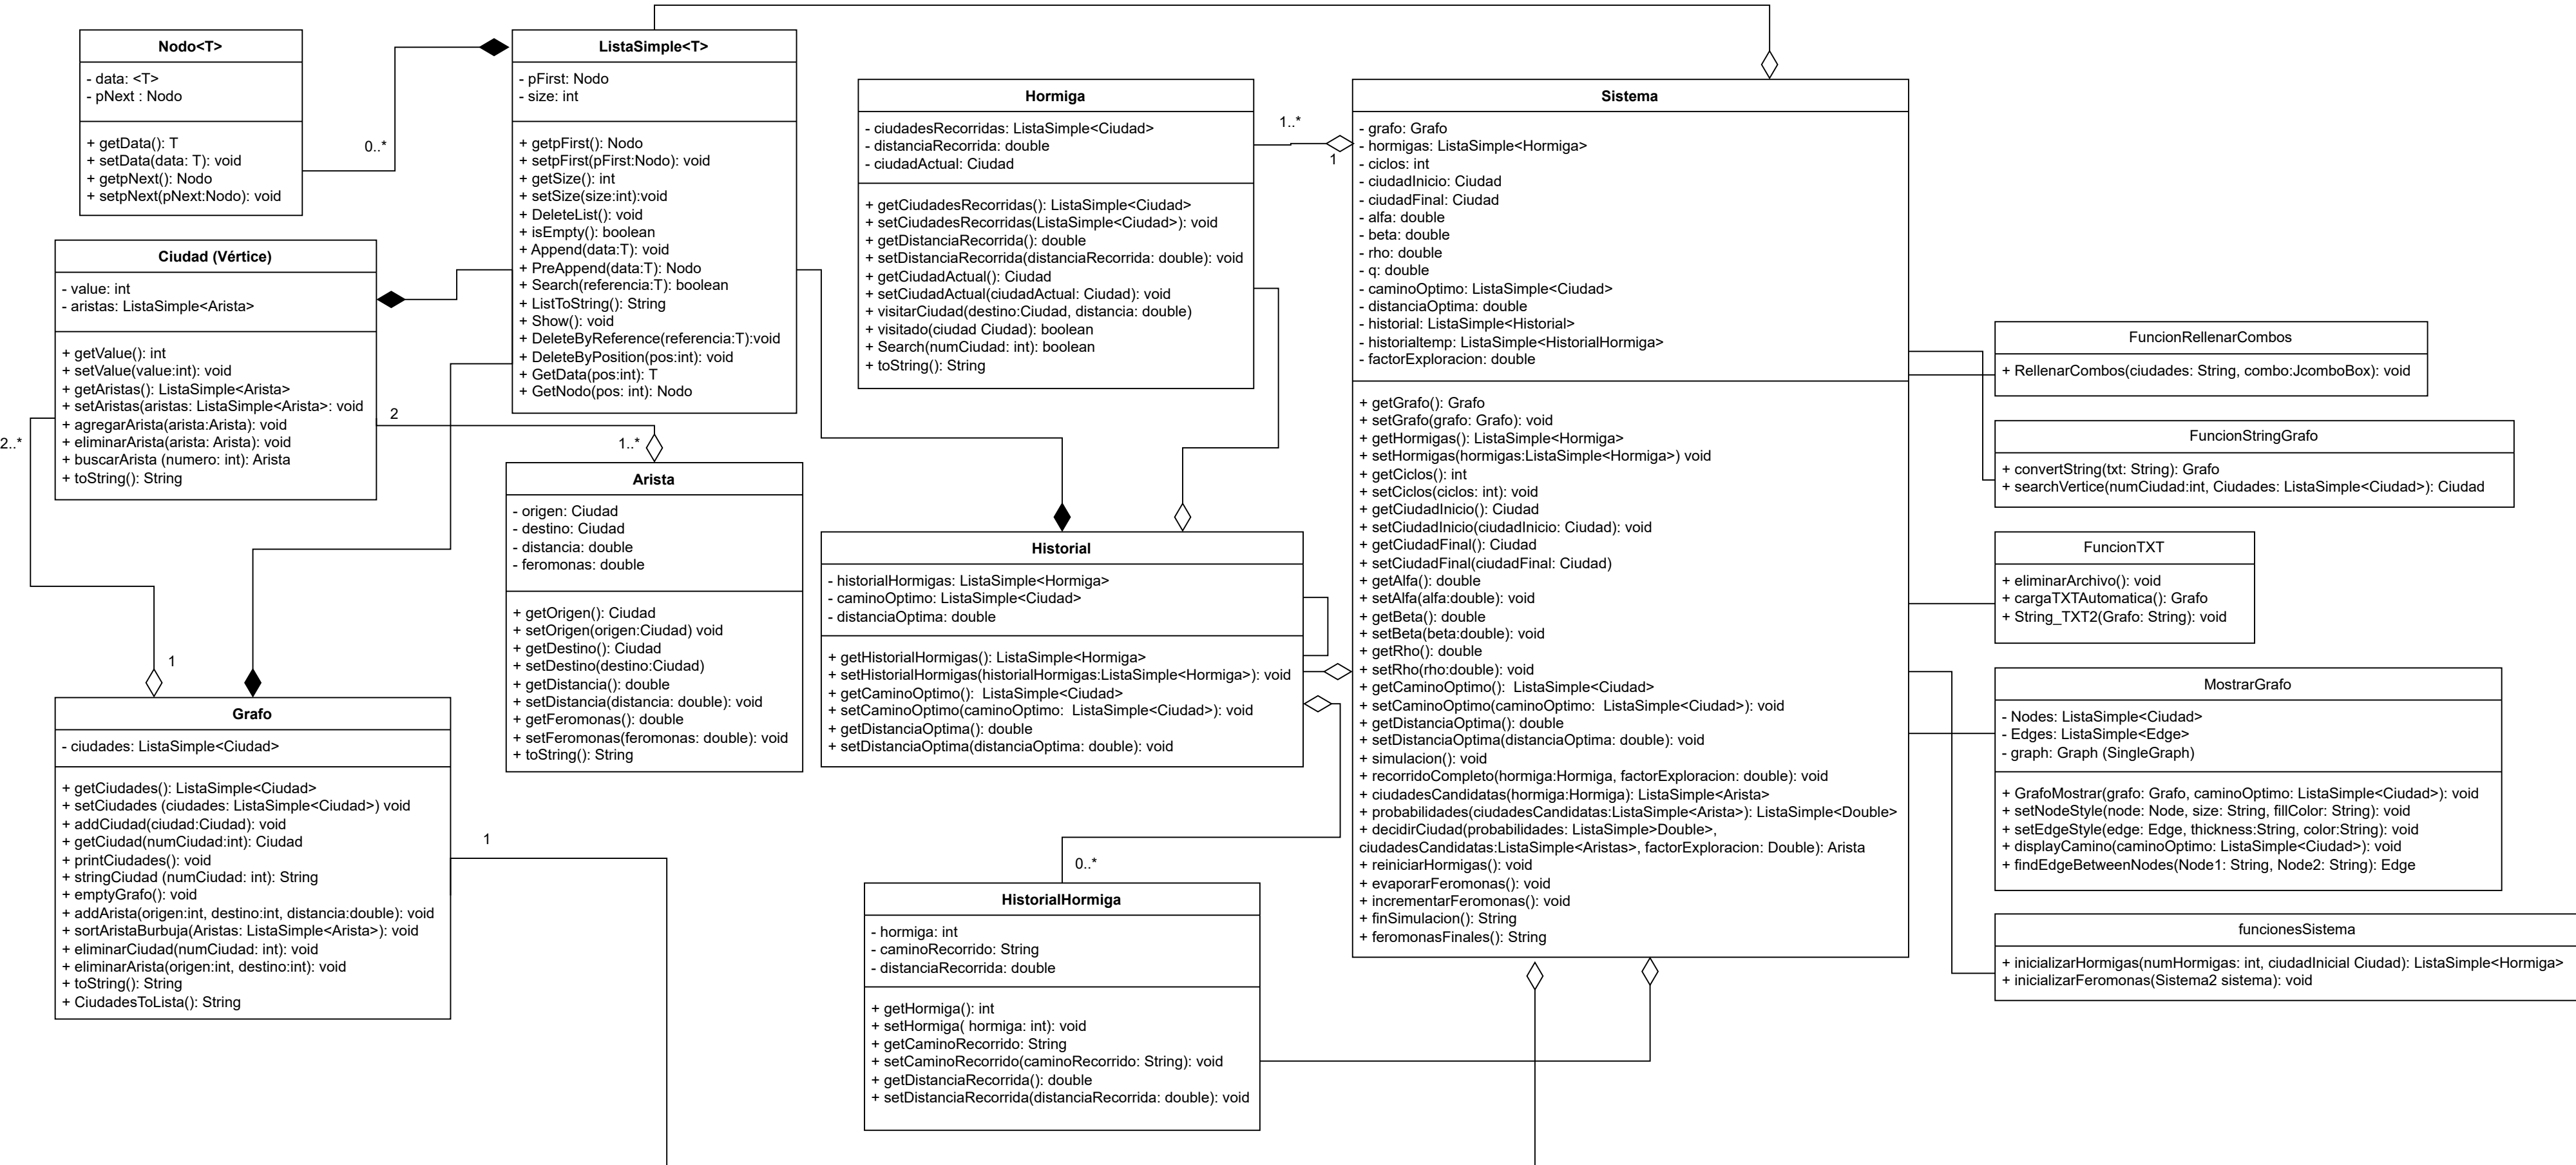 Nodo<T>
- data: <T>
- pNext : Nodo
+ getData(): T
+ setData(data: T): void
+ getpNext(): Nodo
+ setpNext(pNext:Nodo): void
0..*
ListaSimple<T>
- pFirst: Nodo
- size: int
+ getpFirst(): Nodo
+ setpFirst(pFirst:Nodo): void
+ getSize(): int
+ setSize(size:int):void
+ DeleteList(): void
+ isEmpty(): boolean
+ Append(data:T): void
+ PreAppend(data:T): Nodo
+ Search(referencia:T): boolean
+ ListToString(): String
+ Show(): void
+ DeleteByReference(referencia:T):void
+ DeleteByPosition(pos:int): void
+ GetData(pos:int): T
+ GetNodo(pos: int): Nodo
Hormiga
- ciudadesRecorridas: ListaSimple<Ciudad>
- distanciaRecorrida: double
- ciudadActual: Ciudad
+ getCiudadesRecorridas(): ListaSimple<Ciudad>
+ setCiudadesRecorridas(ListaSimple<Ciudad>): void
+ getDistanciaRecorrida(): double
+ setDistanciaRecorrida(distanciaRecorrida: double): void
+ getCiudadActual(): Ciudad
+ setCiudadActual(ciudadActual: Ciudad): void
+ visitarCiudad(destino:Ciudad, distancia: double)
+ visitado(ciudad Ciudad): boolean
+ Search(numCiudad: int): boolean
+ toString(): String
1..*
1
Sistema
- grafo: Grafo
- hormigas: ListaSimple<Hormiga>
- ciclos: int
- ciudadInicio: Ciudad
- ciudadFinal: Ciudad
- alfa: double
- beta: double
- rho: double
- q: double
- caminoOptimo: ListaSimple<Ciudad>
- distanciaOptima: double
- historial: ListaSimple<Historial>
- historialtemp: ListaSimple<HistorialHormiga>
- factorExploracion: double
+ getGrafo(): Grafo
+ setGrafo(grafo: Grafo): void
+ getHormigas(): ListaSimple<Hormiga>
+ setHormigas(hormigas:ListaSimple<Hormiga>) void
+ getCiclos(): int
+ setCiclos(ciclos: int): void
+ getCiudadInicio(): Ciudad
+ setCiudadInicio(ciudadInicio: Ciudad): void
+ getCiudadFinal(): Ciudad
+ setCiudadFinal(ciudadFinal: Ciudad)
+ getAlfa(): double
+ setAlfa(alfa:double): void
+ getBeta(): double
+ setBeta(beta:double): void
+ getRho(): double
+ setRho(rho:double): void
+ getCaminoOptimo():  ListaSimple<Ciudad>
+ setCaminoOptimo(caminoOptimo:  ListaSimple<Ciudad>): void
+ getDistanciaOptima(): double
+ setDistanciaOptima(distanciaOptima: double): void
+ simulacion(): void
+ recorridoCompleto(hormiga:Hormiga, factorExploracion: double): void
+ ciudadesCandidatas(hormiga:Hormiga): ListaSimple<Arista>
+ probabilidades(ciudadesCandidatas:ListaSimple<Arista>): ListaSimple<Double>
+ decidirCiudad(probabilidades: ListaSimple>Double>,
ciudadesCandidatas:ListaSimple<Aristas>, factorExploracion: Double): Arista
+ reiniciarHormigas(): void
+ evaporarFeromonas(): void
+ incrementarFeromonas(): void
+ finSimulacion(): String
+ feromonasFinales(): String
FuncionRellenarCombos
+ RellenarCombos(ciudades: String, combo:JcomboBox): void
FuncionStringGrafo
+ convertString(txt: String): Grafo
+ searchVertice(numCiudad:int, Ciudades: ListaSimple<Ciudad>): Ciudad
FuncionTXT
+ eliminarArchivo(): void
+ cargaTXTAutomatica(): Grafo
+ String_TXT2(Grafo: String): void
MostrarGrafo
- Nodes: ListaSimple<Ciudad>
- Edges: ListaSimple<Edge>
- graph: Graph (SingleGraph)
+ GrafoMostrar(grafo: Grafo, caminoOptimo: ListaSimple<Ciudad>): void
+ setNodeStyle(node: Node, size: String, fillColor: String): void
+ setEdgeStyle(edge: Edge, thickness:String, color:String): void
+ displayCamino(caminoOptimo: ListaSimple<Ciudad>): void
+ findEdgeBetweenNodes(Node1: String, Node2: String): Edge
funcionesSistema
+ inicializarHormigas(numHormigas: int, ciudadInicial Ciudad): ListaSimple<Hormiga>
+ inicializarFeromonas(Sistema2 sistema): void
Ciudad (Vértice)
- value: int
- aristas: ListaSimple<Arista>
+ getValue(): int
+ setValue(value:int): void
+ getAristas(): ListaSimple<Arista>
+ setAristas(aristas: ListaSimple<Arista>: void
+ agregarArista(arista:Arista): void
+ eliminarArista(arista: Arista): void
+ buscarArista (numero: int): Arista
+ toString(): String
2..*
2
1..*
1
Arista
- origen: Ciudad
- destino: Ciudad
- distancia: double
- feromonas: double
+ getOrigen(): Ciudad
+ setOrigen(origen:Ciudad) void
+ getDestino(): Ciudad
+ setDestino(destino:Ciudad)
+ getDistancia(): double
+ setDistancia(distancia: double): void
+ getFeromonas(): double
+ setFeromonas(feromonas: double): void
+ toString(): String
Historial
- historialHormigas: ListaSimple<Hormiga>
- caminoOptimo: ListaSimple<Ciudad>
- distanciaOptima: double
+ getHistorialHormigas(): ListaSimple<Hormiga>
+ setHistorialHormigas(historialHormigas:ListaSimple<Hormiga>): void
+ getCaminoOptimo():  ListaSimple<Ciudad>
+ setCaminoOptimo(caminoOptimo:  ListaSimple<Ciudad>): void
+ getDistanciaOptima(): double
+ setDistanciaOptima(distanciaOptima: double): void
Grafo
- ciudades: ListaSimple<Ciudad>
+ getCiudades(): ListaSimple<Ciudad>
+ setCiudades (ciudades: ListaSimple<Ciudad>) void
+ addCiudad(ciudad:Ciudad): void
+ getCiudad(numCiudad:int): Ciudad
+ printCiudades(): void
+ stringCiudad (numCiudad: int): String
+ emptyGrafo(): void
+ addArista(origen:int, destino:int, distancia:double): void
+ sortAristaBurbuja(Aristas: ListaSimple<Arista>): void
+ eliminarCiudad(numCiudad: int): void
+ eliminarArista(origen:int, destino:int): void
+ toString(): String
+ CiudadesToLista(): String
1
0..*
HistorialHormiga
- hormiga: int
- caminoRecorrido: String
- distanciaRecorrida: double
+ getHormiga(): int
+ setHormiga( hormiga: int): void
+ getCaminoRecorrido: String
+ setCaminoRecorrido(caminoRecorrido: String): void
+ getDistanciaRecorrida(): double
+ setDistanciaRecorrida(distanciaRecorrida: double): void